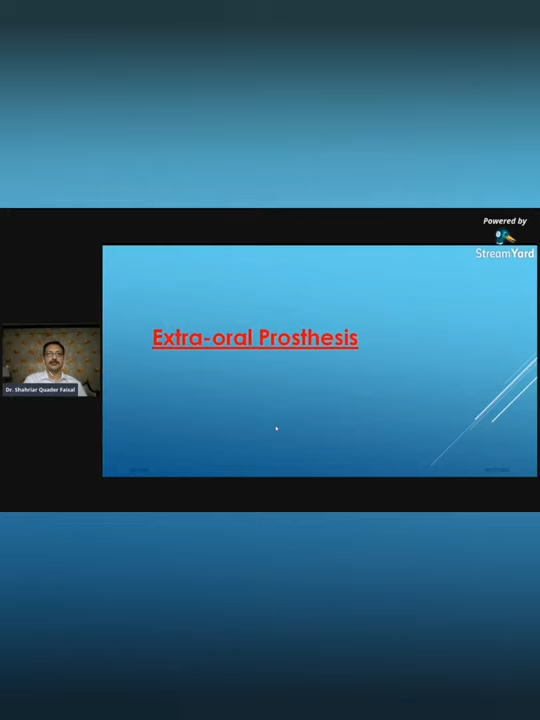 Powered by
StreamYard
Extra-oral Prosthesis
Dr. Shahriar Quader Faisal